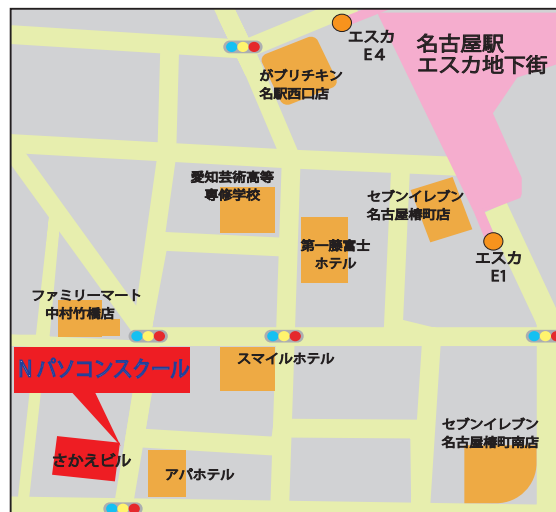 エスカ
E4
名古屋駅
エスカ地下街
がブリチキン
名駅西口店
愛知芸術高等
専修学校
セブンイレブン
名古屋椿町店
第一藤富士
ホテル
エスカ
E1
ファミリーマート
中村竹橋店
スマイルホテル
Nパソコンスクール
セブンイレブン
名古屋椿町南店
さかえビル
アパホテル